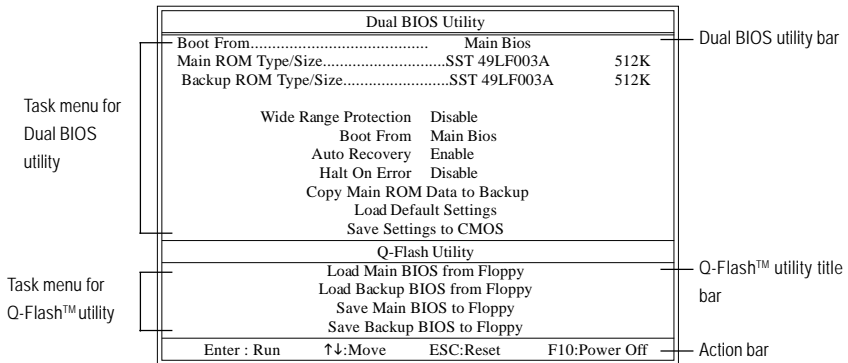 Dual BIOS Utility
Boot From......................................... Main Bios
Main ROM Type/Size.............................SST 49LF003A 512K
Backup ROM Type/Size.........................SST 49LF003A 512K
Wide Range Protection Disable
Boot From Main Bios
Auto Recovery Enable
Halt On Error Disable
Copy Main ROM Data to Backup
Load Default Settings
Save Settings to CMOS
Q-Flash Utility
Load Main BIOS from Floppy
Load Backup BIOS from Floppy
Save Main BIOS to Floppy
Save Backup BIOS to Floppy
Enter : Run ↑↓:Move ESC:Reset F10:Power Off
Task menu for
Dual BIOS
utility
Task menu for
Q-Flash™ utility
Dual BIOS utility bar
Q-Flash™ utility title
bar
Action bar